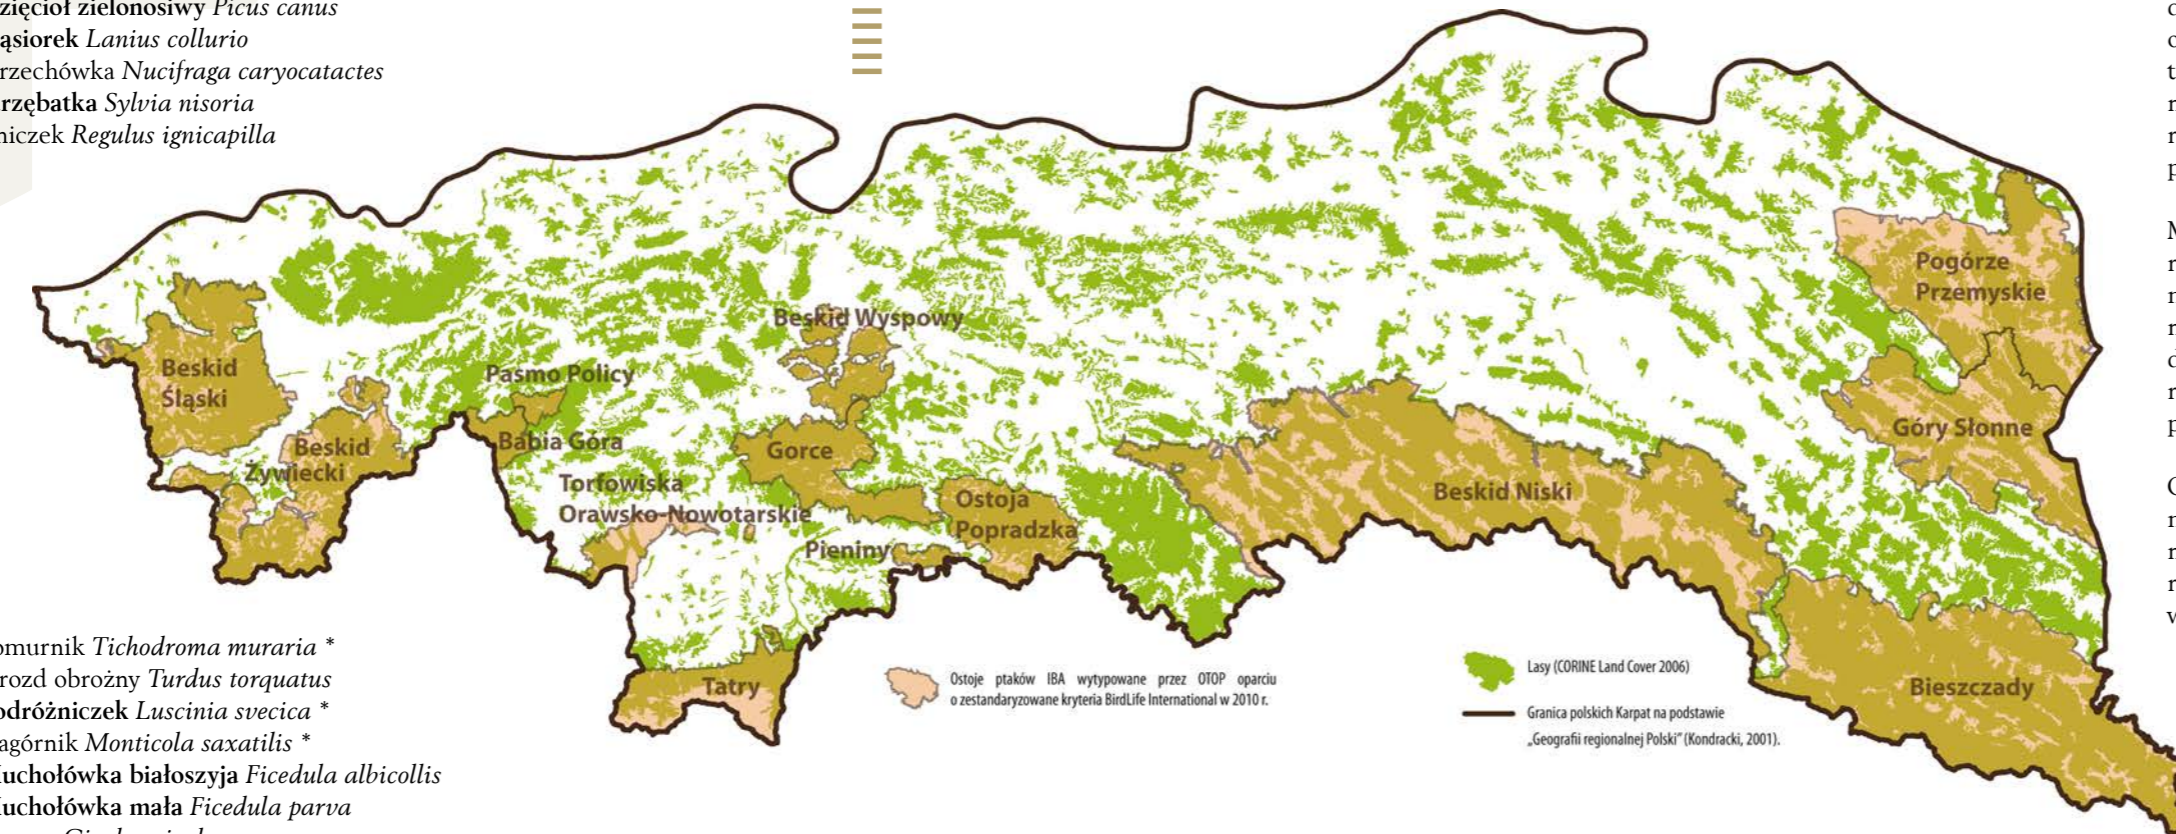 zięcioł zielonosiwy Picus canus
ąsiorek Lanius collurio
rzechówka Nucifraga caryocatactes
rzębatka Sylvia nisoria
niczek Regulus ignicapilla
Beskid Wyspowy
Pogórze
Przemyskie
Beskid
Śląski
Pasmo Policy
Babia Góra
Beskid
Żywiecki
Gorce
Góry Słonne
Torfowiska
Orawsko-Nowotarskie
Ostoja
Popradzka
Beskid Niski
Pieniny
Tatry
Bieszczady
Ostoje ptaków IBA wytypowane przez OTOP oparciu
o zestandaryzowane kryteria BirdLife International w 2010 r.
Lasy (CORINE Land Cover 2006)
Granica polskich Karpat na podstawie
„Geografii regionalnej Polski” (Kondracki, 2001).
omurnik Tichodroma muraria *
rozd obrożny Turdus torquatus
odróżniczek Luscinia svecica *
agórnik Monticola saxatilis *
uchołówka białoszyja Ficedula albicollis
uchołówka mała Ficedula parva